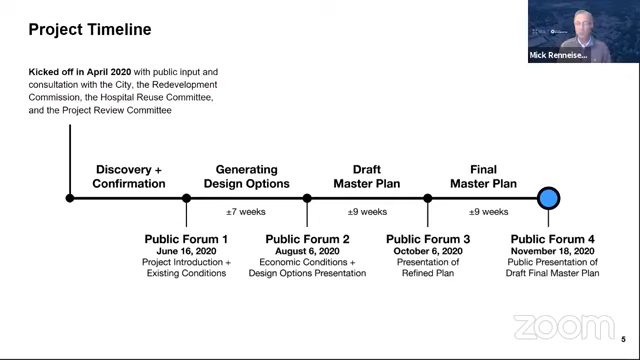 Project Timeline
Mick Renneise...
Kicked off in April 2020 with public input and
consultation with the City, the Redevelopment
Commission, the Hospital Reuse Committee,
and the Project Review Committee
Discovery +
Confirmation
Generating
Design Options
Draft
Master Plan
Final
Master Plan
±7 weeks
±9 weeks
±9 weeks
Public Forum 1
June 16, 2020
Project Introduction +
Existing Conditions
Public Forum 2
August 6, 2020
Economic Conditions +
Design Options Presentation
Public Forum 3
October 6, 2020
Presentation of
Refined Plan
Public Forum 4
November 18, 2020
Public Presentation of
Draft Final Master Plan
zoom
5